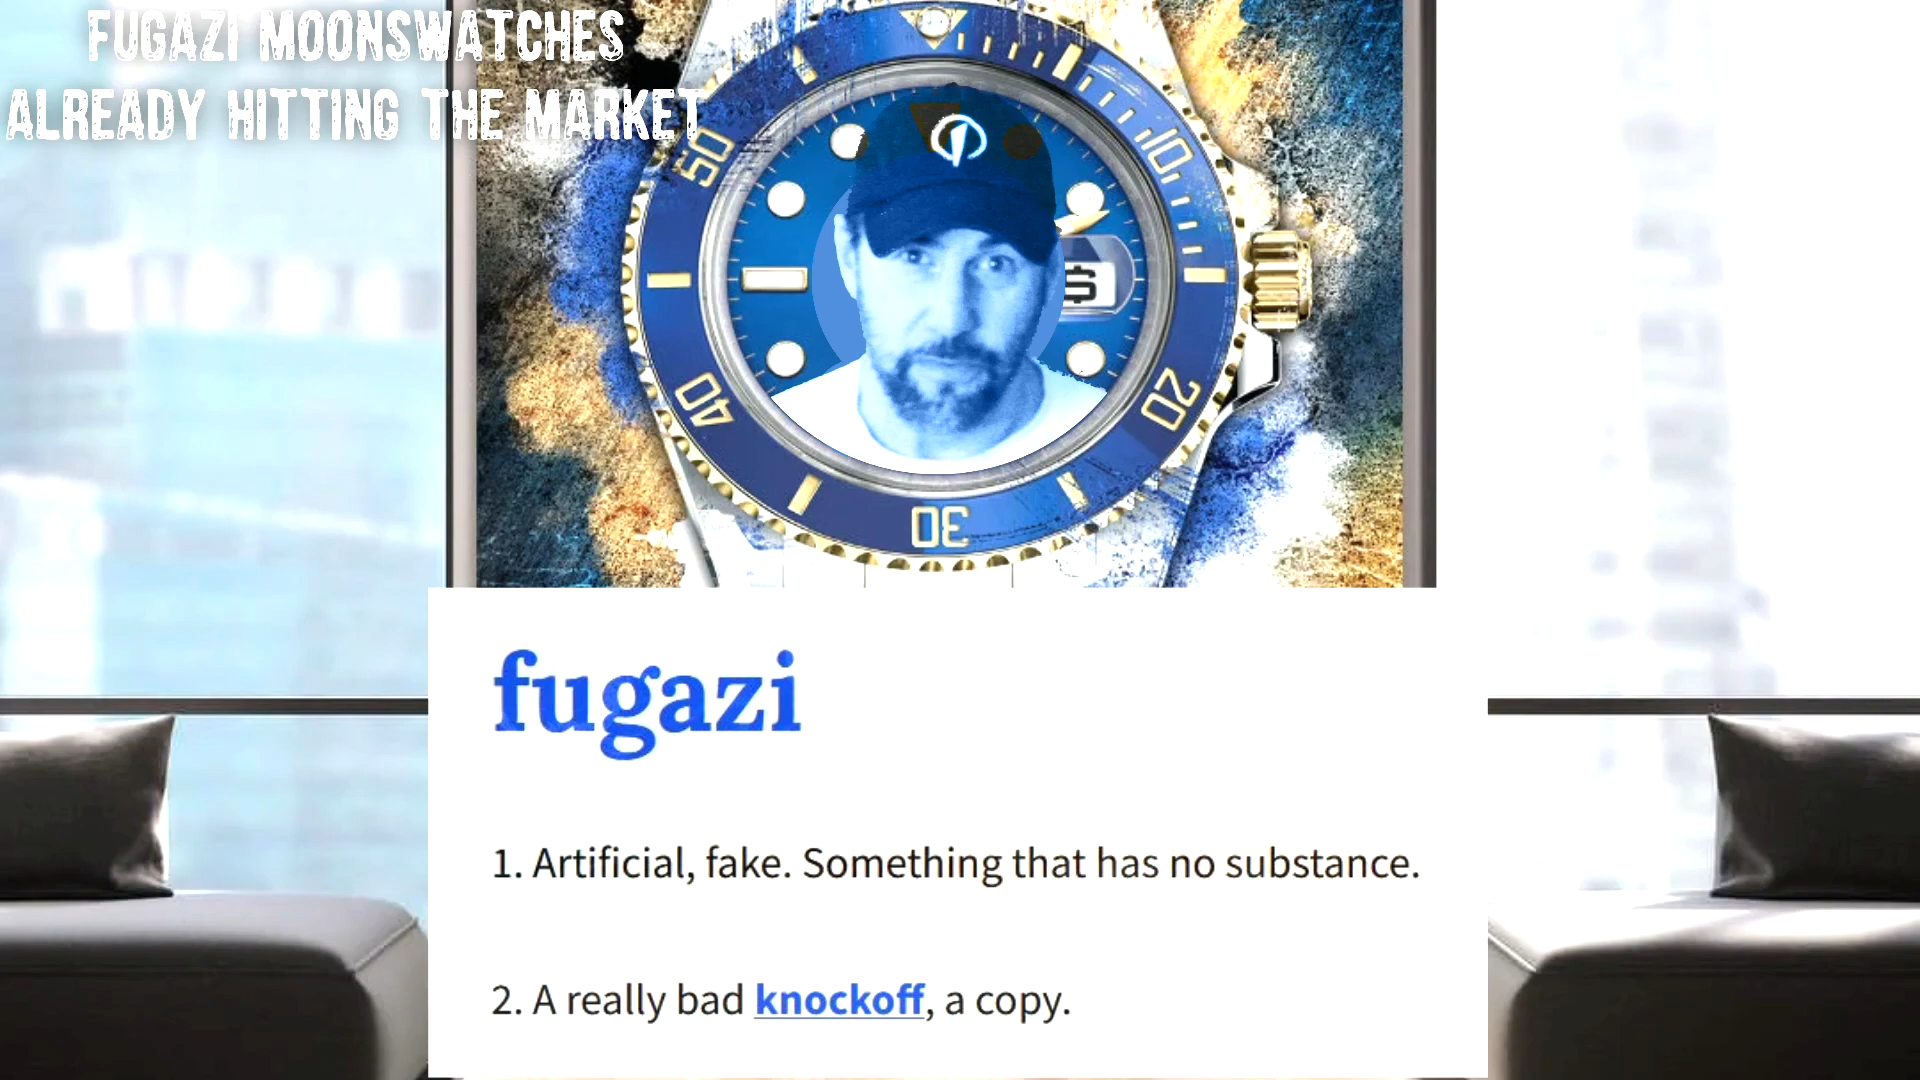 FUGAZI MOONSWATCHES
ALREADY HITTING THE MARKET
50
10
$
40
20
30
fugazi
1. Artificial, fake. Something that has no substance.
2. A really bad knockoff, a copy.